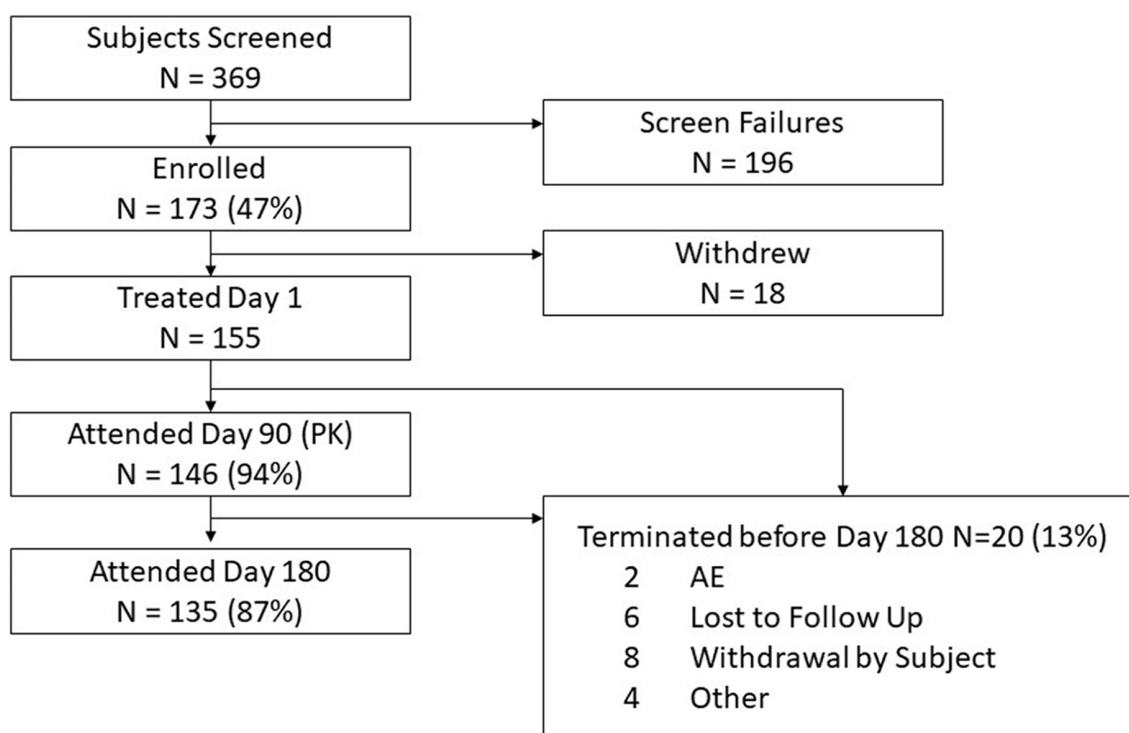 Subjects Screened
N = 369
Screen Failures
N = 196
Enrolled
N = 173 (47%)
Withdrew
N = 18
Treated Day 1
N = 155
Attended Day 90 (PK)
N = 146 (94%)
Terminated before Day 180 N=20 (13%)
2 AE
6 Lost to Follow Up
8 Withdrawal by Subject
4 Other
Attended Day 180
N = 135 (87%)